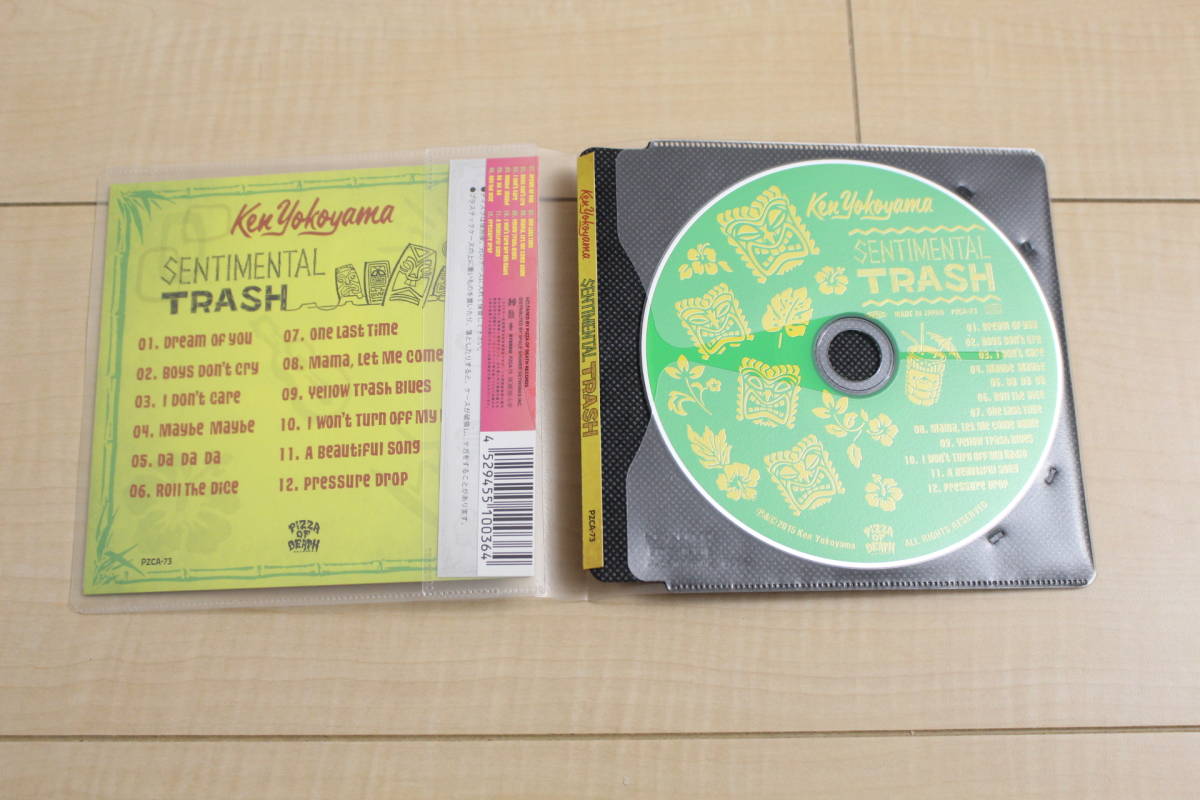 Ken Yokoyama
SENTIMENTAL
TRASH
01. Dream of you
02. Boys Don't Cry
03. I Don't Care
04. Maybe Maybe
05. Da Da Da
06. Roll The Dice
07. One Last Time
08. Mama, Let Me Come
09. Yellow Trash Blues
10. I Won't Turn Off My
11. A Beautiful Song
12. Pressure Drop
PIZZA
OF
DEATH
PZCA-73
4 529455 100364
Ken Yokoyama
SENTIMENTAL TRASH
PZCA-73
Ken Yokoyama
SENTIMENTAL
TRASH
MADE IN JAPAN PZCA-73
01. Dream of you
02. Boys Don't Cry
03. I Don't Care
04. Maybe Maybe
05. Da Da Da
06. Run The Dice
07. One Last Time
08. Mama, Let Me Come Home
09. Yellow Trash Blues
10. I Won't Turn Off My Radio
11. A Beautiful Song
12. Pressure Drop
℗&©2015 Ken Yokoyama
PIZZA
OF
DEATH
ALL RIGHTS RESERVED